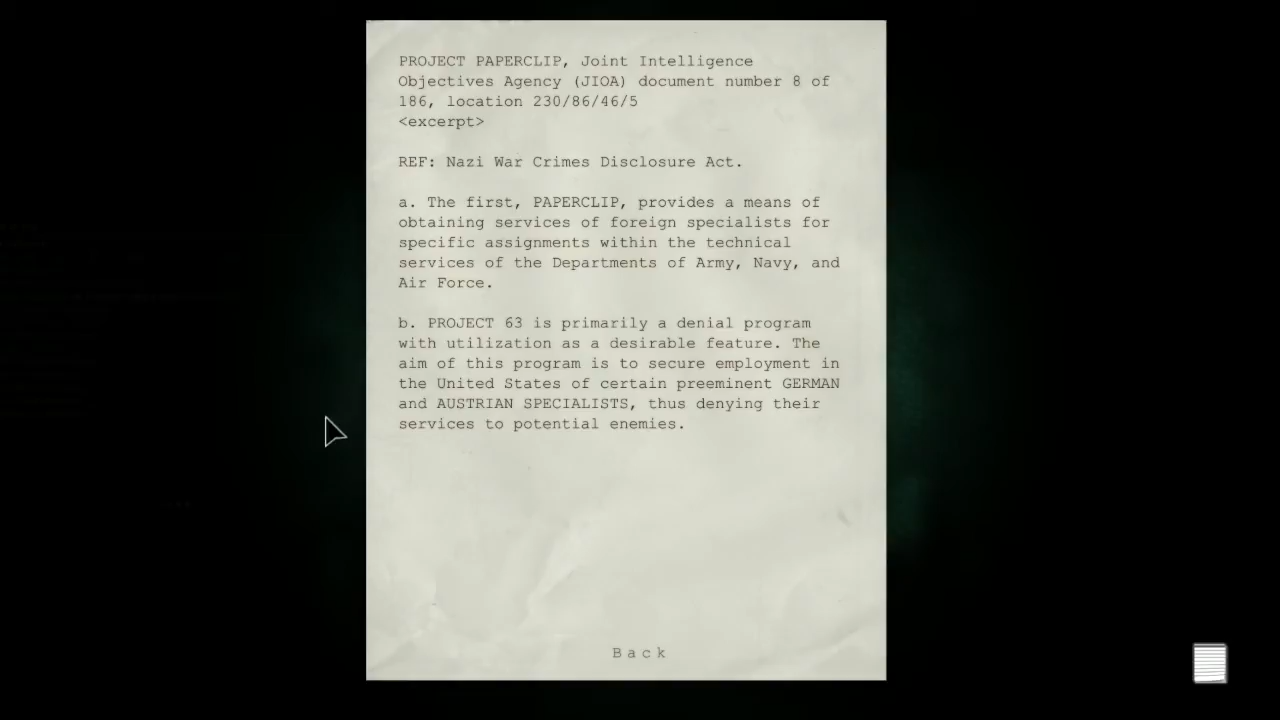 PROJECT PAPERCLIP, Joint Intelligence
Objectives Agency (JIOA) document number 8 of
186, location 230/86/46/5
<excerpt>
REF: Nazi War Crimes Disclosure Act.
a. The first, PAPERCLIP, provides a means of
obtaining services of foreign specialists for
specific assignments within the technical
services of the Departments of Army, Navy, and
Air Force.
b. PROJECT 63 is primarily a denial program
with utilization as a desirable feature. The
aim of this program is to secure employment in
the United States of certain preeminent GERMAN
and AUSTRIAN SPECIALISTS, thus denying their
services to potential enemies.
Back